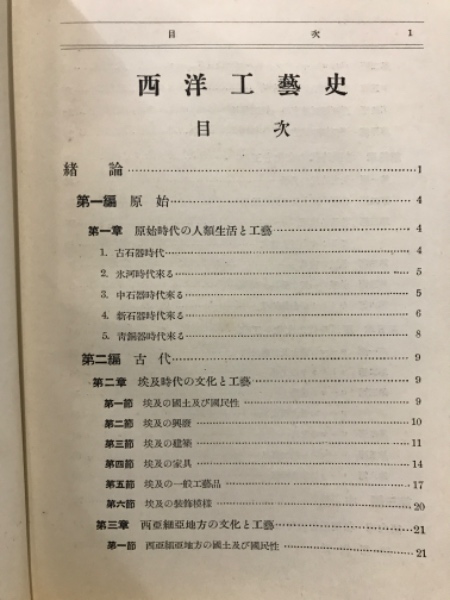 目 次 1
西洋工藝史
目 次
緒 論 1
第一編 原 始 4
第一章 原始時代の人類生活と工藝 4
1. 古石器時代 4
2. 氷河時代來る 5
3. 中石器時代來る 5
4. 新石器時代來る 6
5. 靑銅器時代來る 8
第二編 古 代 9
第二章 埃及時代の文化と工藝 9
第一節 埃及の國土及び國民性 9
第二節 埃及の興廢 10
第三節 埃及の建築 11
第四節 埃及の家具 14
第五節 埃及の一般工藝品 17
第六節 埃及の裝飾模樣 20
第三章 西亞細亞地方の文化と工藝 21
第一節 西亞細亞地方の國土及び國民性 21